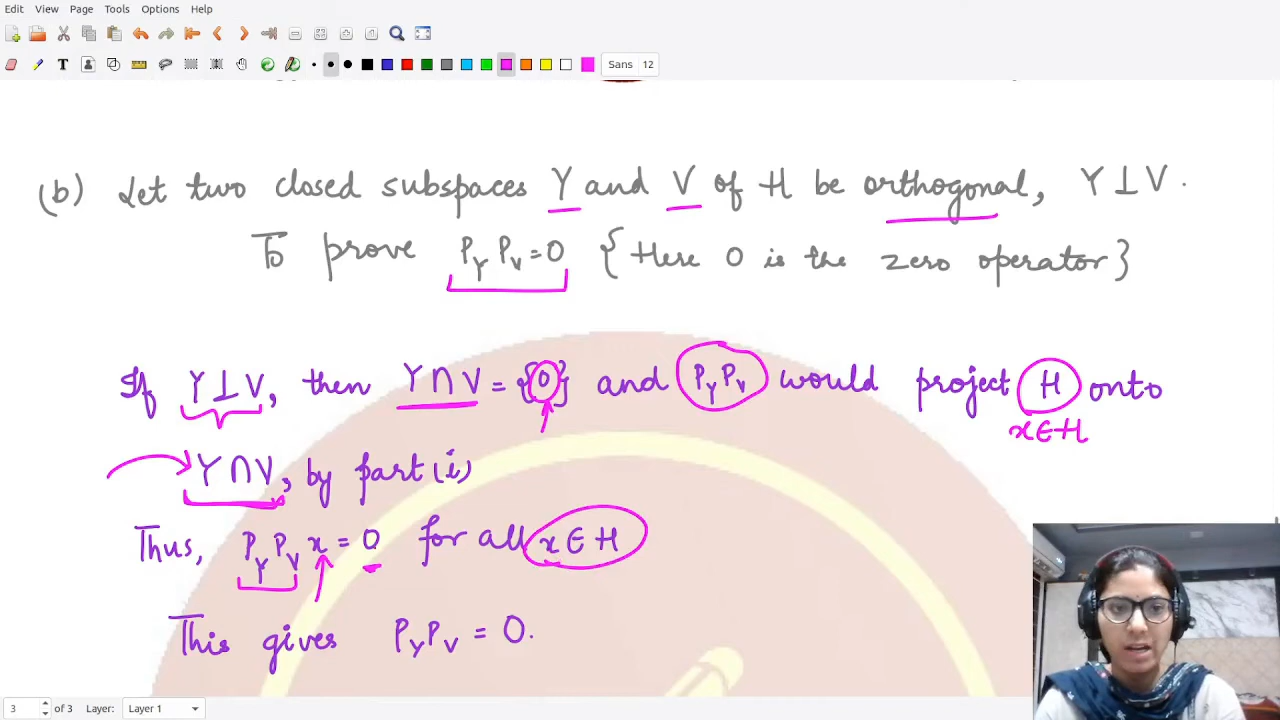 Edit View Page Tools Options Help
Sans 12
(b) Let two closed subspaces Y and V of H be orthogonal, Y ⊥ V.
To prove P_Y P_V = 0 {Here 0 is the zero operator}
If Y ⊥ V, then Y ∩ V = {0} and P_Y P_V would project H onto
x ∈ H
Y ∩ V, by part (i)
Thus, P_Y P_V x = 0 for all x ∈ H
This gives P_Y P_V = 0.
3 of 3 Layer: Layer 1